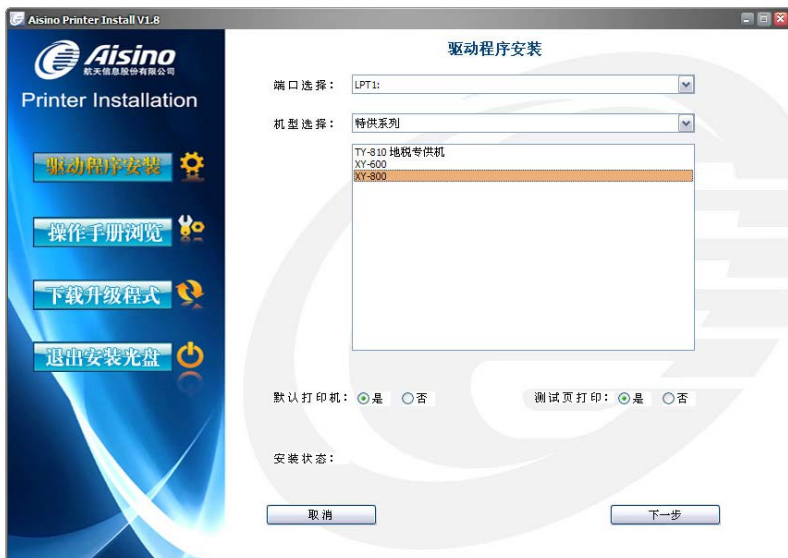 Aisino Printer Install V1.8
Aisino
航天信息股份有限公司
Printer Installation
驱动程序安装
操作手册浏览
下载升级程式
退出安装光盘
驱动程序安装
端口选择： LPT1:
机型选择： 特供系列
TY-810 地税专供机
XY-600
XY-800
默认打印机： 是 否 测试页打印： 是 否
安装状态：
取消 下一步